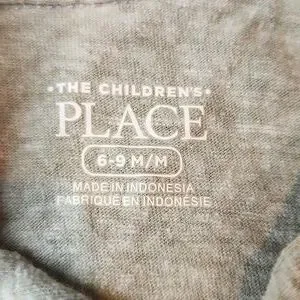 • THE CHILDREN'S •
PLACE
6-9 M/M
MADE IN INDONESIA
FABRIQUÉ EN INDONÉSIE